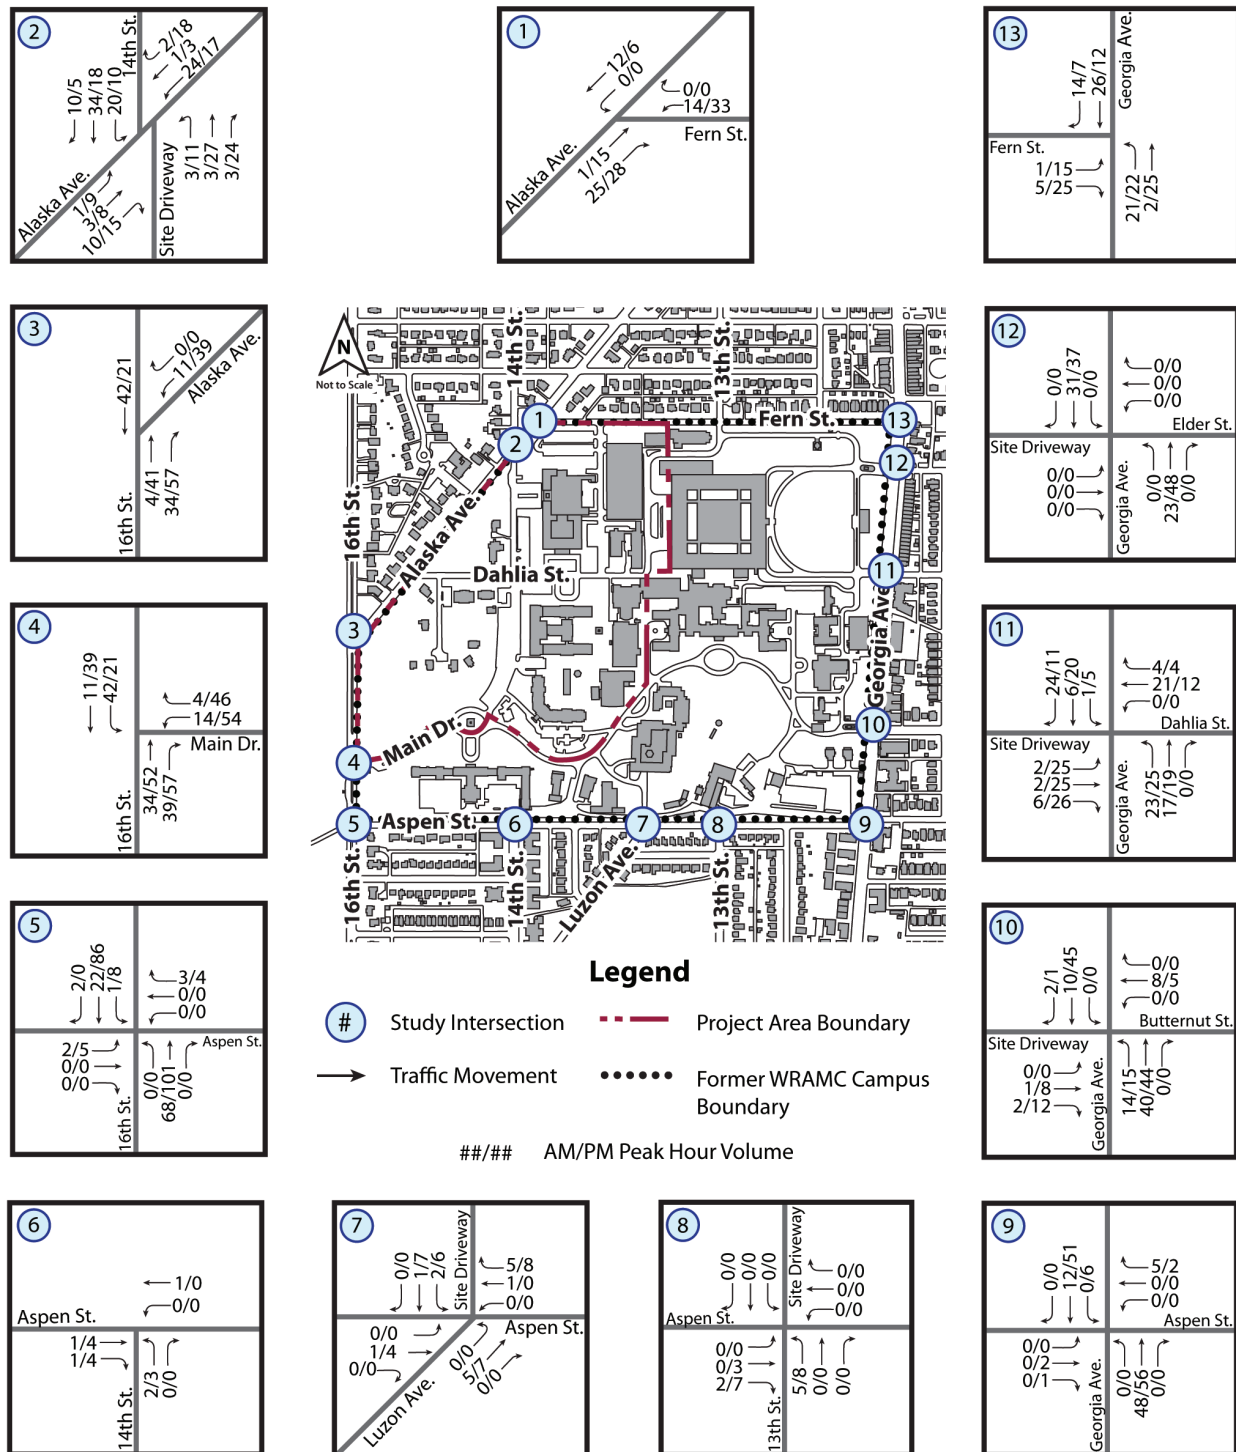 2
14th St.
2/18
1/3
24/17
10/5
34/18
20/10
Alaska Ave.
1/9
3/8
10/15
Site Driveway
3/11
3/27
3/24
1
12/6
0/0
0/0
14/33
Fern St.
Alaska Ave.
1/15
25/28
13
Georgia Ave.
14/7
26/12
Fern St.
1/15
5/25
21/22
2/25
3
42/21
0/0
11/39
Alaska Ave.
16th St.
4/41
34/57
N
Not to Scale
14th St.
13th St.
1
Fern St.
13
2
12
16th St.
Alaska Ave.
Dahlia St.
11
3
Georgia Ave.
10
Main Dr.
4
5
Aspen St.
6
7
8
9
16th St.
14th St.
Luzon Ave.
13th St.
12
0/0
31/37
0/0
0/0
0/0
0/0
Elder St.
Site Driveway
0/0
0/0
0/0
Georgia Ave.
0/0
23/48
0/0
4
11/39
42/21
4/46
14/54
Main Dr.
16th St.
34/52
39/57
11
24/11
6/20
1/5
4/4
21/12
0/0
Dahlia St.
Site Driveway
2/25
2/25
6/26
Georgia Ave.
23/25
17/19
0/0
5
2/0
22/86
1/8
3/4
0/0
0/0
Aspen St.
2/5
0/0
0/0
16th St.
0/0
68/101
0/0
Legend
# Study Intersection
Project Area Boundary
Traffic Movement
Former WRAMC Campus
Boundary
##/## AM/PM Peak Hour Volume
10
2/1
10/45
0/0
0/0
8/5
0/0
Butternut St.
Site Driveway
0/0
1/8
2/12
Georgia Ave.
14/15
40/44
0/0
6
1/0
0/0
Aspen St.
1/4
1/4
14th St.
2/3
0/0
7
Site Driveway
0/0
1/7
2/6
5/8
1/0
0/0
Aspen St.
0/0
1/4
0/0
Luzon Ave.
0/0
5/7
0/0
8
Site Driveway
0/0
0/0
0/0
0/0
0/0
0/0
Aspen St.
0/0
0/3
2/7
13th St.
5/8
0/0
0/0
9
0/0
12/51
0/6
5/2
0/0
0/0
Aspen St.
0/0
0/2
0/1
Georgia Ave.
0/0
48/56
0/0